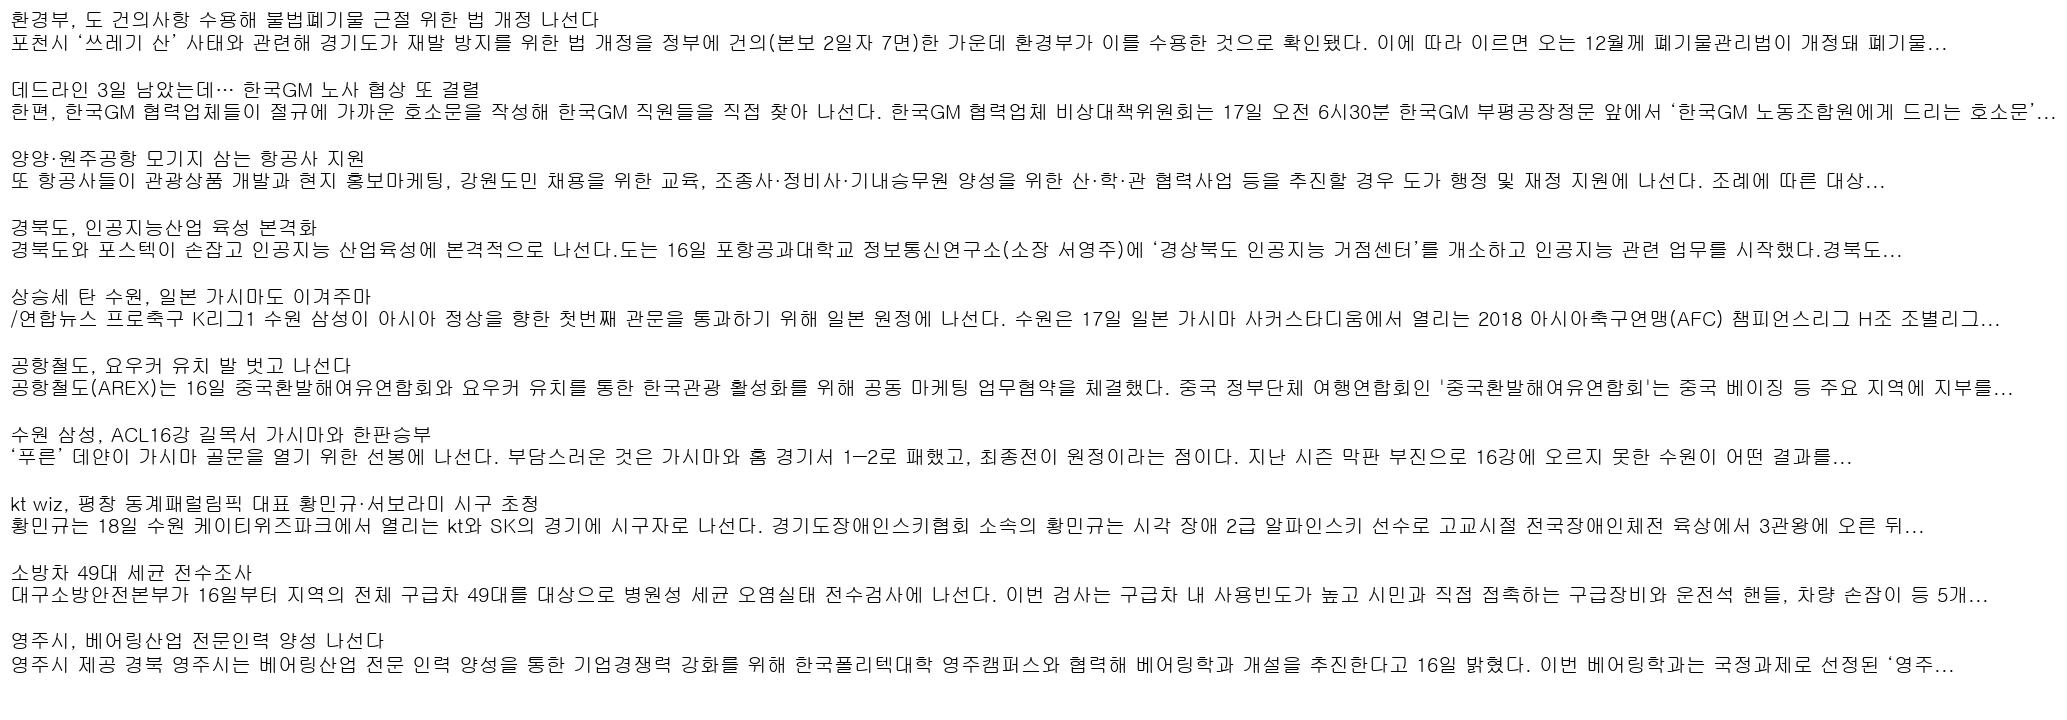 환경부, 도 건의사항 수용해 불법폐기물 근절 위한 법 개정 나선다
포천시 ‘쓰레기 산’ 사태와 관련해 경기도가 재발 방지를 위한 법 개정을 정부에 건의(본보 2일자 7면)한 가운데 환경부가 이를 수용한 것으로 확인됐다. 이에 따라 이르면 오는 12월께 폐기물관리법이 개정돼 폐기물...
데드라인 3일 남았는데… 한국GM 노사 협상 또 결렬
한편, 한국GM 협력업체들이 절규에 가까운 호소문을 작성해 한국GM 직원들을 직접 찾아 나선다. 한국GM 협력업체 비상대책위원회는 17일 오전 6시30분 한국GM 부평공장정문 앞에서 ‘한국GM 노동조합원에게 드리는 호소문’...
양양·원주공항 모기지 삼는 항공사 지원
또 항공사들이 관광상품 개발과 현지 홍보마케팅, 강원도민 채용을 위한 교육, 조종사·정비사·기내승무원 양성을 위한 산·학·관 협력사업 등을 추진할 경우 도가 행정 및 재정 지원에 나선다. 조례에 따른 대상...
경북도, 인공지능산업 육성 본격화
경북도와 포스텍이 손잡고 인공지능 산업육성에 본격적으로 나선다.도는 16일 포항공과대학교 정보통신연구소(소장 서영주)에 ‘경상북도 인공지능 거점센터’를 개소하고 인공지능 관련 업무를 시작했다.경북도...
상승세 탄 수원, 일본 가시마도 이겨주마
/연합뉴스 프로축구 K리그1 수원 삼성이 아시아 정상을 향한 첫번째 관문을 통과하기 위해 일본 원정에 나선다. 수원은 17일 일본 가시마 사커스타디움에서 열리는 2018 아시아축구연맹(AFC) 챔피언스리그 H조 조별리그...
공항철도, 요우커 유치 발 벗고 나선다
공항철도(AREX)는 16일 중국환발해여유연합회와 요우커 유치를 통한 한국관광 활성화를 위해 공동 마케팅 업무협약을 체결했다. 중국 정부단체 여행연합회인 '중국환발해여유연합회'는 중국 베이징 등 주요 지역에 지부를...
수원 삼성, ACL16강 길목서 가시마와 한판승부
‘푸른’ 데얀이 가시마 골문을 열기 위한 선봉에 나선다. 부담스러운 것은 가시마와 홈 경기서 1─2로 패했고, 최종전이 원정이라는 점이다. 지난 시즌 막판 부진으로 16강에 오르지 못한 수원이 어떤 결과를...
kt wiz, 평창 동계패럴림픽 대표 황민규·서보라미 시구 초청
황민규는 18일 수원 케이티위즈파크에서 열리는 kt와 SK의 경기에 시구자로 나선다. 경기도장애인스키협회 소속의 황민규는 시각 장애 2급 알파인스키 선수로 고교시절 전국장애인체전 육상에서 3관왕에 오른 뒤...
소방차 49대 세균 전수조사
대구소방안전본부가 16일부터 지역의 전체 구급차 49대를 대상으로 병원성 세균 오염실태 전수검사에 나선다. 이번 검사는 구급차 내 사용빈도가 높고 시민과 직접 접촉하는 구급장비와 운전석 핸들, 차량 손잡이 등 5개...
영주시, 베어링산업 전문인력 양성 나선다
영주시 제공 경북 영주시는 베어링산업 전문 인력 양성을 통한 기업경쟁력 강화를 위해 한국폴리텍대학 영주캠퍼스와 협력해 베어링학과 개설을 추진한다고 16일 밝혔다. 이번 베어링학과는 국정과제로 선정된 ‘영주...